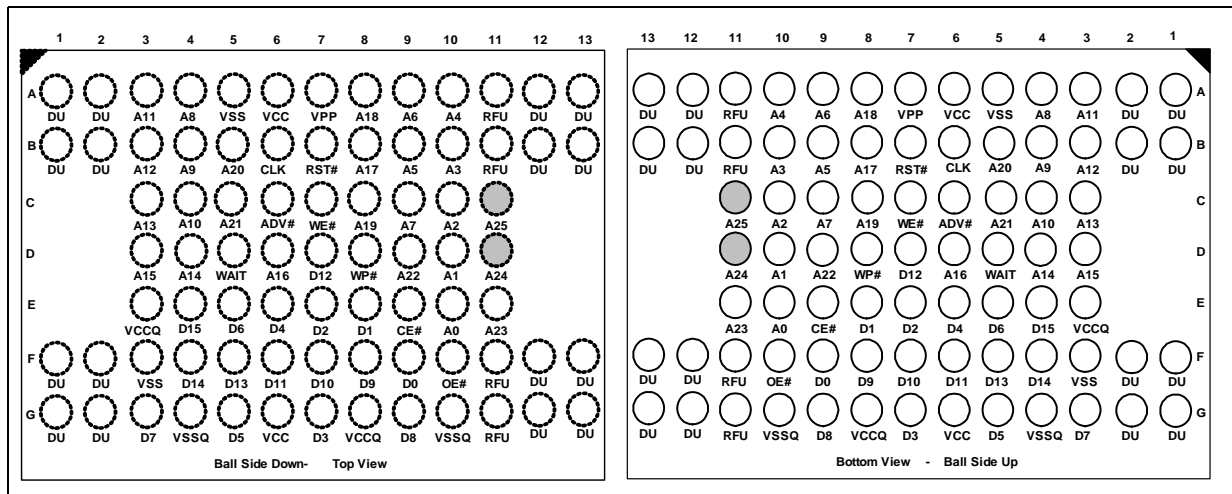 1 2 3 4 5 6 7 8 9 10 11 12 13
A
DU DU A11 A8 VSS VCC VPP A18 A6 A4 RFU DU DU
B
DU DU A12 A9 A20 CLK RST# A17 A5 A3 RFU DU DU
C
A13 A10 A21 ADV# WE# A19 A7 A2 A25
D
A15 A14 WAIT A16 D12 WP# A22 A1 A24
E
VCCQ D15 D6 D4 D2 D1 CE# A0 A23
F
DU DU VSS D14 D13 D11 D10 D9 D0 OE# RFU DU DU
G
DU DU D7 VSSQ D5 VCC D3 VCCQ D8 VSSQ RFU DU DU
Ball Side Down- Top View
13 12 11 10 9 8 7 6 5 4 3 2 1
A
DU DU RFU A4 A6 A18 VPP VCC VSS A8 A11 DU DU
B
DU DU RFU A3 A5 A17 RST# CLK A20 A9 A12 DU DU
C
A25 A2 A7 A19 WE# ADV# A21 A10 A13
D
A24 A1 A22 WP# D12 A16 WAIT A14 A15
E
A23 A0 CE# D1 D2 D4 D6 D15 VCCQ
F
DU DU RFU OE# D0 D9 D10 D11 D13 D14 VSS DU DU
G
DU DU RFU VSSQ D8 VCCQ D3 VCC D5 VSSQ D7 DU DU
Bottom View - Ball Side Up